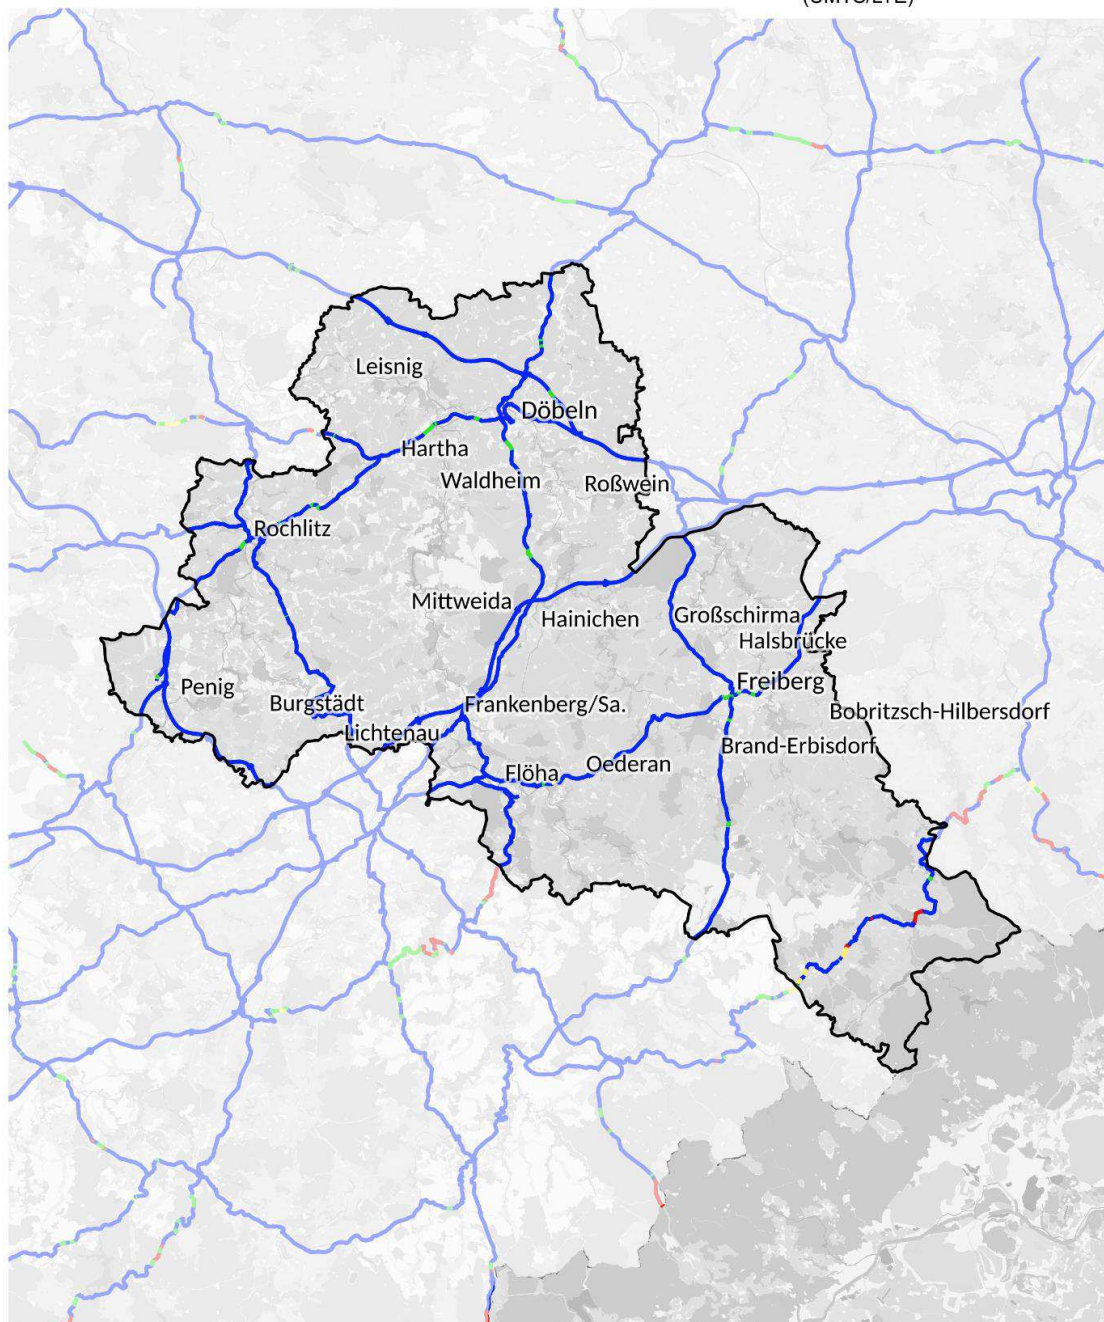 (UMTS/LTE)
Leisnig
Döbeln
Hartha
Waldheim
Roßwein
Rochlitz
Mittweida
Hainichen
Großschirma
Halsbrücke
Penig
Freiberg
Burgstädt
Frankenberg/Sa.
Bobritzsch-Hilbersdorf
Lichtenau
Brand-Erbisdorf
Oederan
Flöha